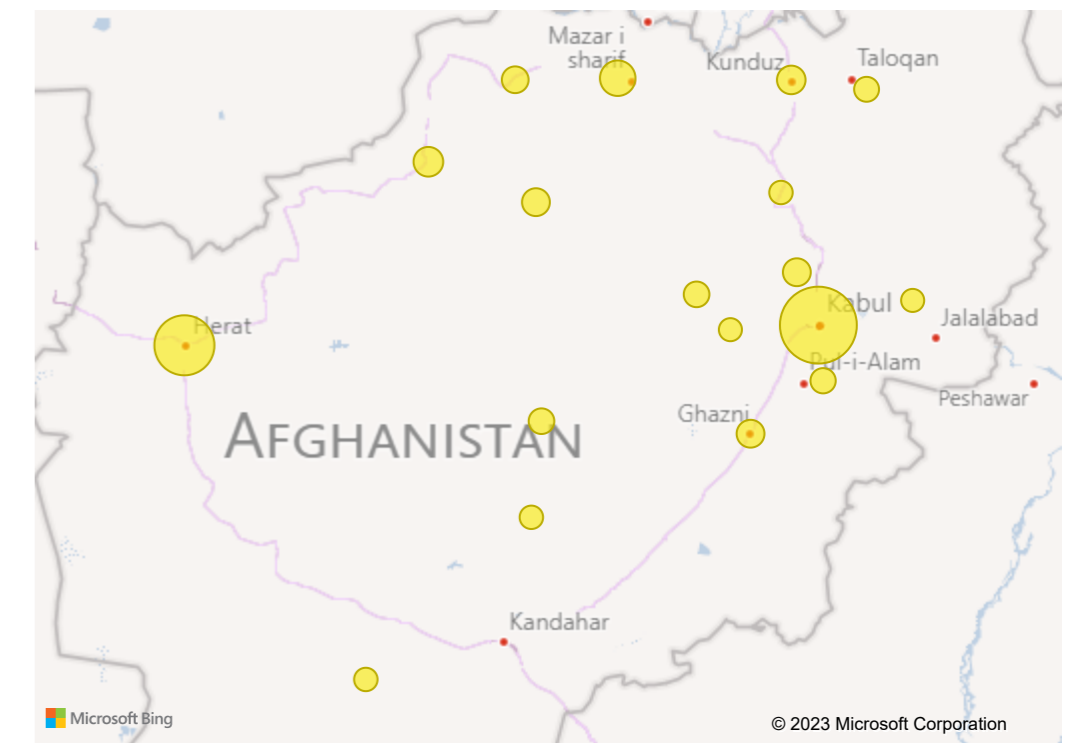 Mazar i
sharif
Kunduz
Taloqan
Kabul
Herat
Jalalabad
Pul-i-Alam
Peshawar
Ghazni
AFGHANISTAN
Kandahar
Microsoft Bing
© 2023 Microsoft Corporation